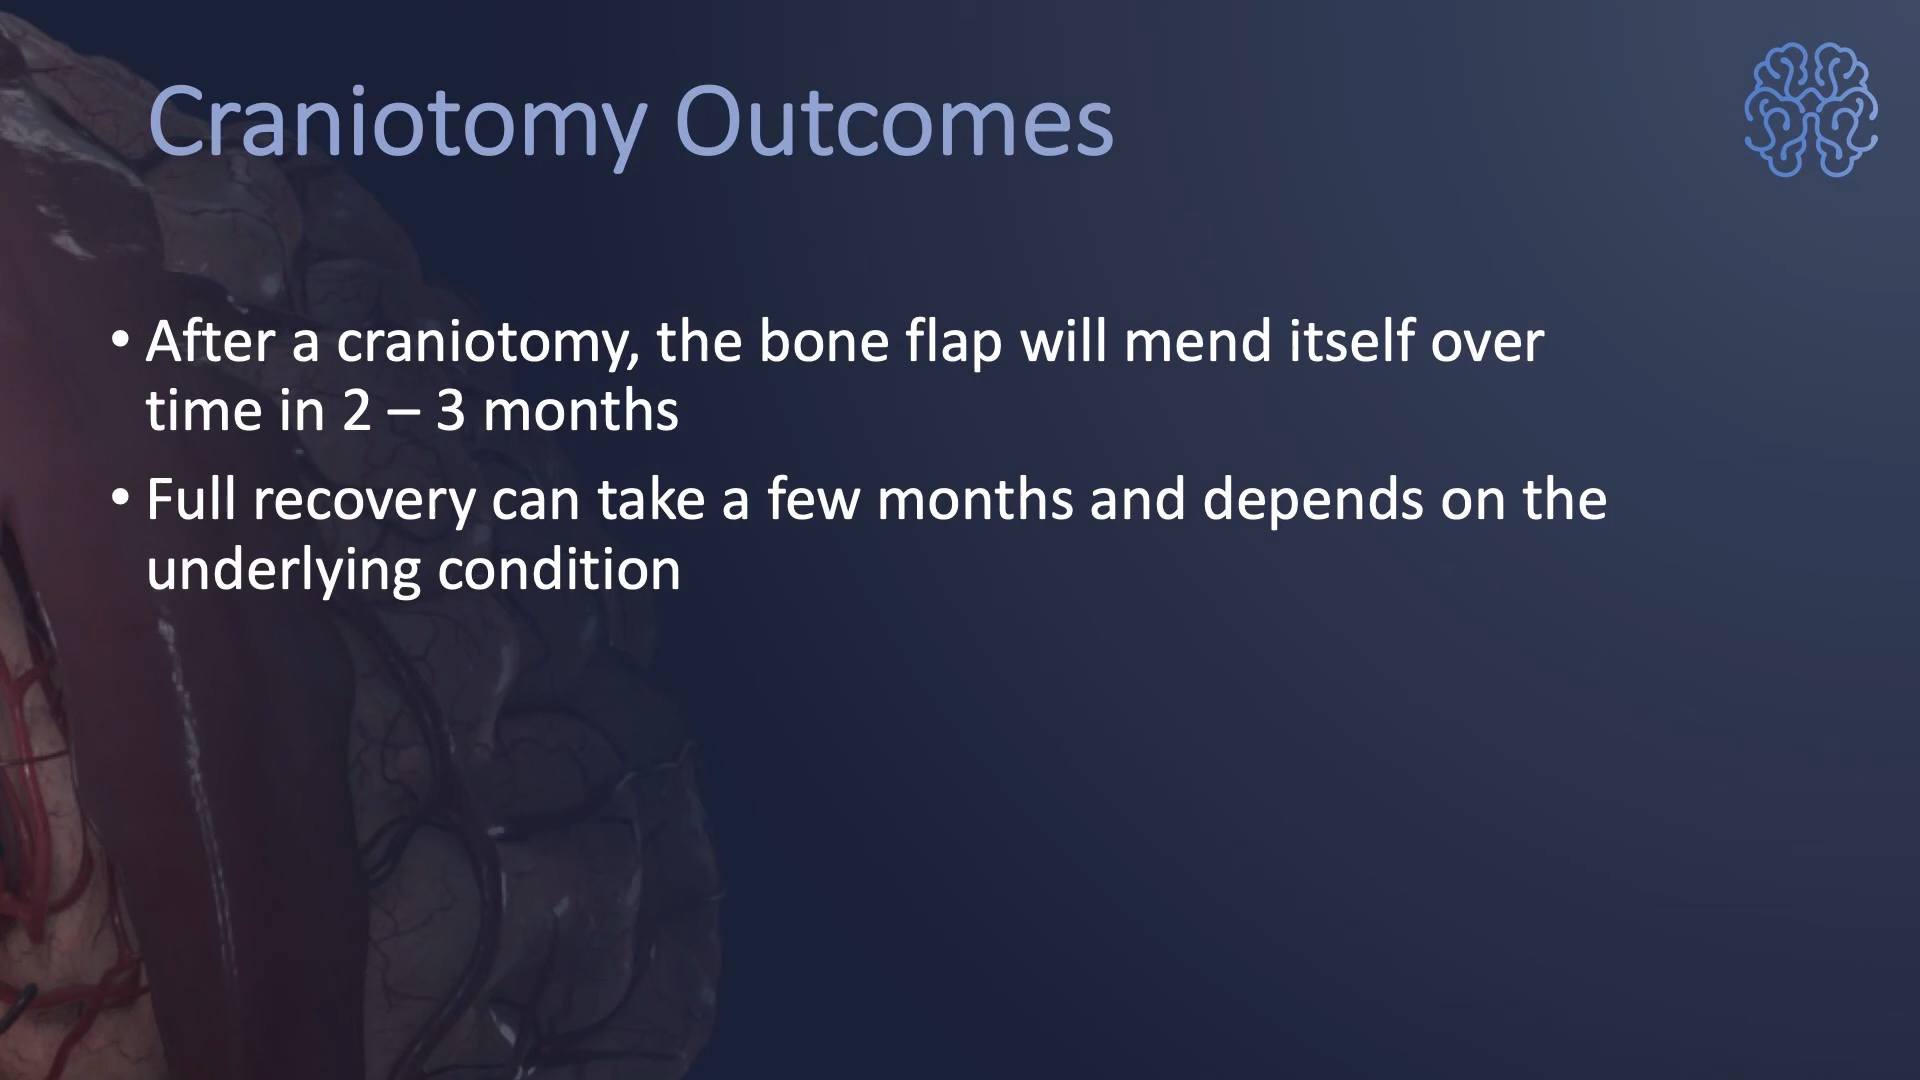 Craniotomy Outcomes
• After a craniotomy, the bone flap will mend itself over
time in 2 – 3 months
• Full recovery can take a few months and depends on the
underlying condition